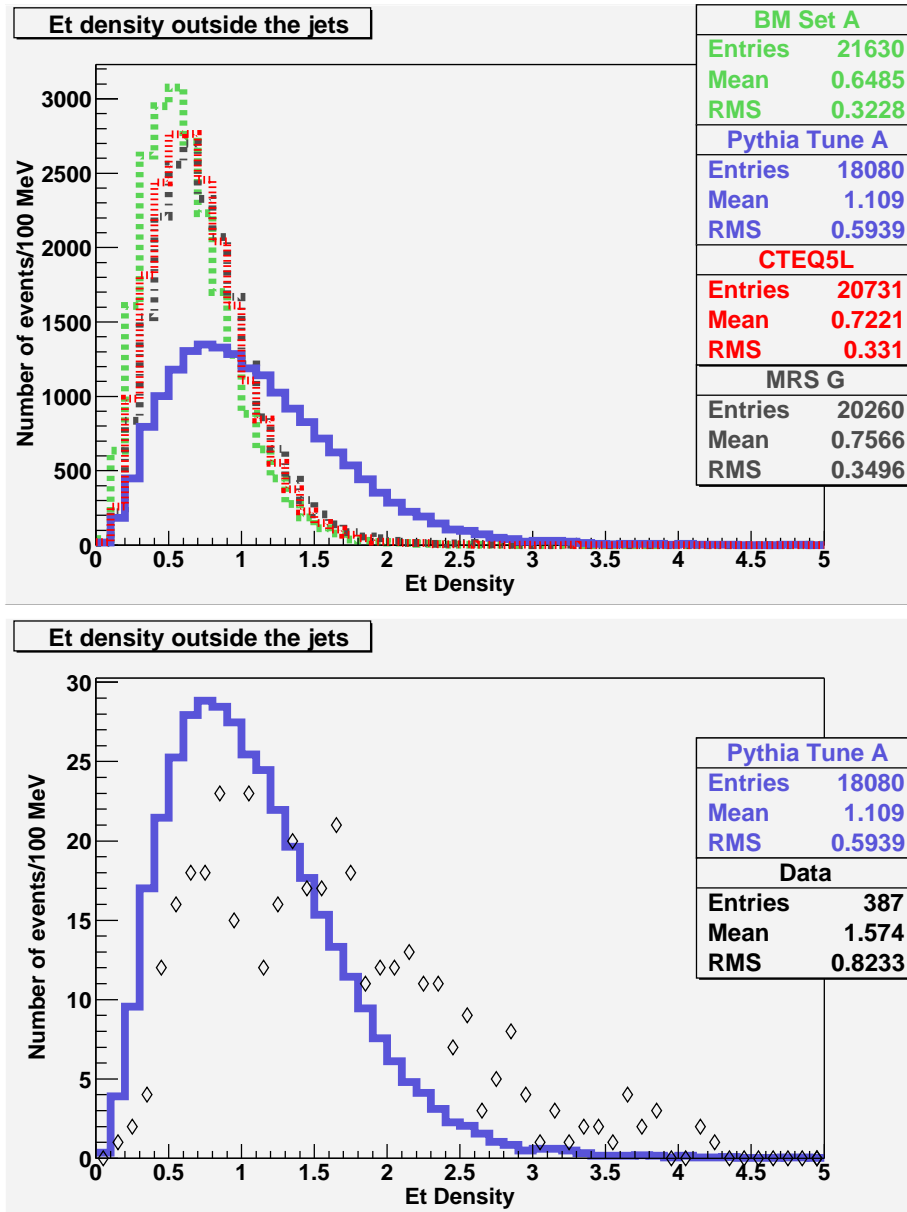 Et density outside the jets
BM Set A
Entries 21630
Mean 0.6485
RMS 0.3228
Pythia Tune A
Entries 18080
Mean 1.109
RMS 0.5939
CTEQ5L
Entries 20731
Mean 0.7221
RMS 0.331
MRS G
Entries 20260
Mean 0.7566
RMS 0.3496
Number of events/100 MeV
3000
2500
2000
1500
1000
500
0
0 0.5 1 1.5 2 2.5 3 3.5 4 4.5 5
Et Density
Et density outside the jets
Pythia Tune A
Entries 18080
Mean 1.109
RMS 0.5939
Data
Entries 387
Mean 1.574
RMS 0.8233
Number of events/100 MeV
30
25
20
15
10
5
0
0 0.5 1 1.5 2 2.5 3 3.5 4 4.5 5
Et Density